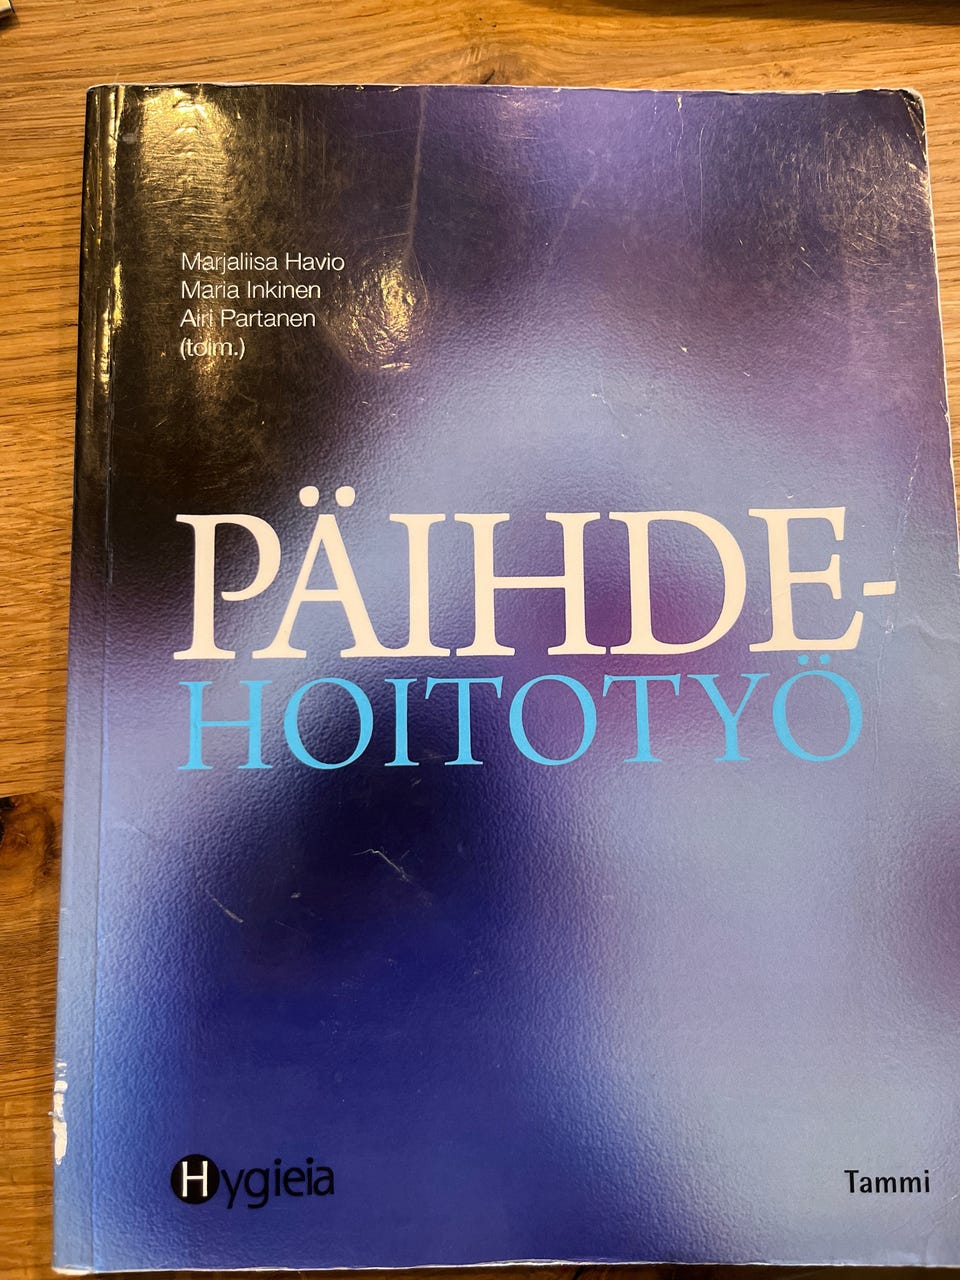 Marjaliisa Havio
Maria Inkinen
Airi Partanen
(toim.)
PÄIHDE-
HOITOTYÖ
Hygieia
Tammi